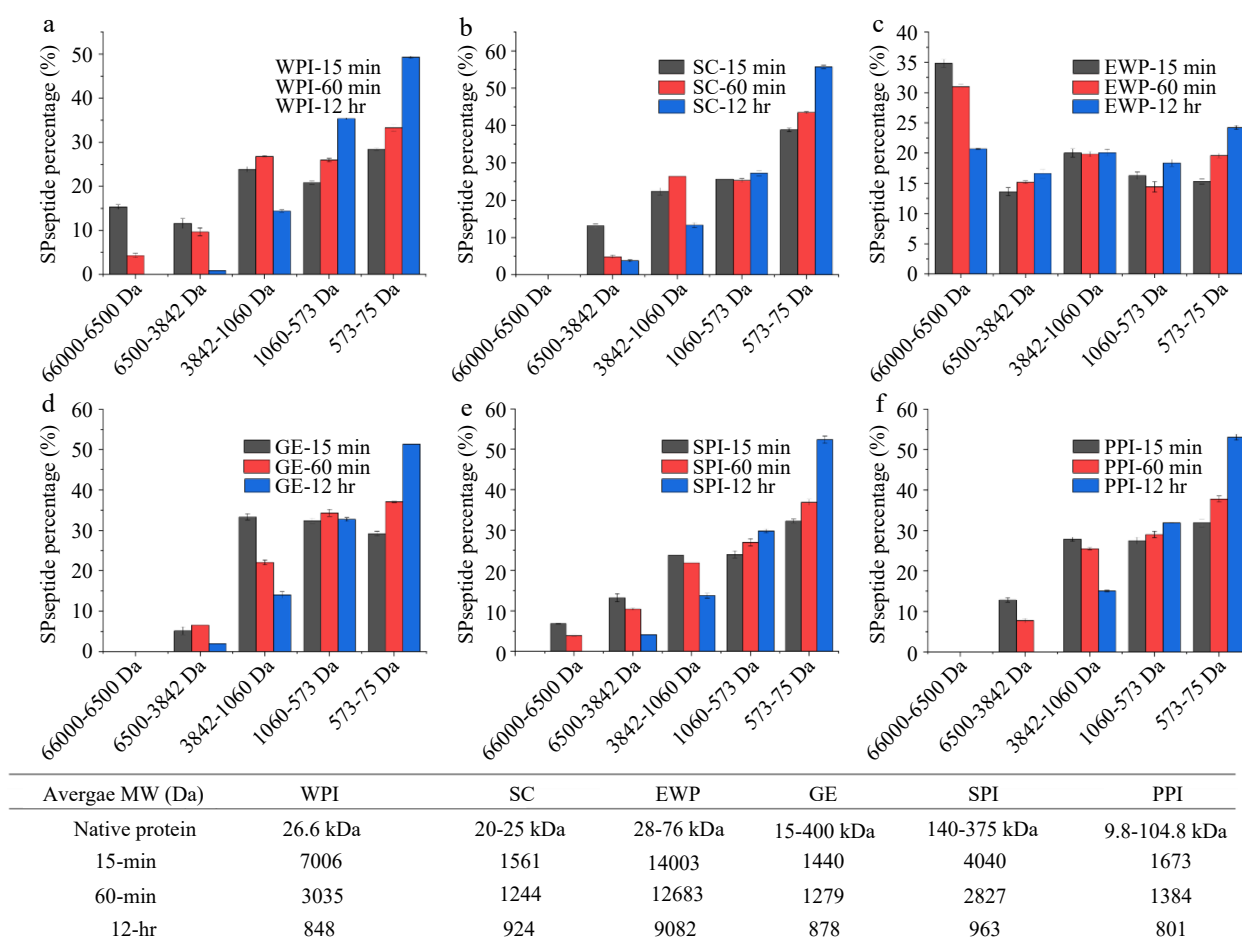 a
SPseptide percentage (%)
50
40
30
20
10
0
WPI-15 min
WPI-60 min
WPI-12 hr
66000-6500 Da
6500-3842 Da
3842-1060 Da
1060-573 Da
573-75 Da
b
SPseptide percentage (%)
60
50
40
30
20
10
0
SC-15 min
SC-60 min
SC-12 hr
66000-6500 Da
6500-3842 Da
3842-1060 Da
1060-573 Da
573-75 Da
c
SPseptide percentage (%)
40
35
30
25
20
15
10
5
0
EWP-15 min
EWP-60 min
EWP-12 hr
66000-6500 Da
6500-3842 Da
3842-1060 Da
1060-573 Da
573-75 Da
d
SPseptide percentage (%)
60
50
40
30
20
10
0
GE-15 min
GE-60 min
GE-12 hr
66000-6500 Da
6500-3842 Da
3842-1060 Da
1060-573 Da
573-75 Da
e
SPseptide percentage (%)
60
50
40
30
20
10
0
SPI-15 min
SPI-60 min
SPI-12 hr
66000-6500 Da
6500-3842 Da
3842-1060 Da
1060-573 Da
573-75 Da
f
SPseptide percentage (%)
60
50
40
30
20
10
0
PPI-15 min
PPI-60 min
PPI-12 hr
66000-6500 Da
6500-3842 Da
3842-1060 Da
1060-573 Da
573-75 Da
Avergae MW (Da) WPI SC EWP GE SPI PPI
Native protein 26.6 kDa 20-25 kDa 28-76 kDa 15-400 kDa 140-375 kDa 9.8-104.8 kDa
15-min 7006 1561 14003 1440 4040 1673
60-min 3035 1244 12683 1279 2827 1384
12-hr 848 924 9082 878 963 801